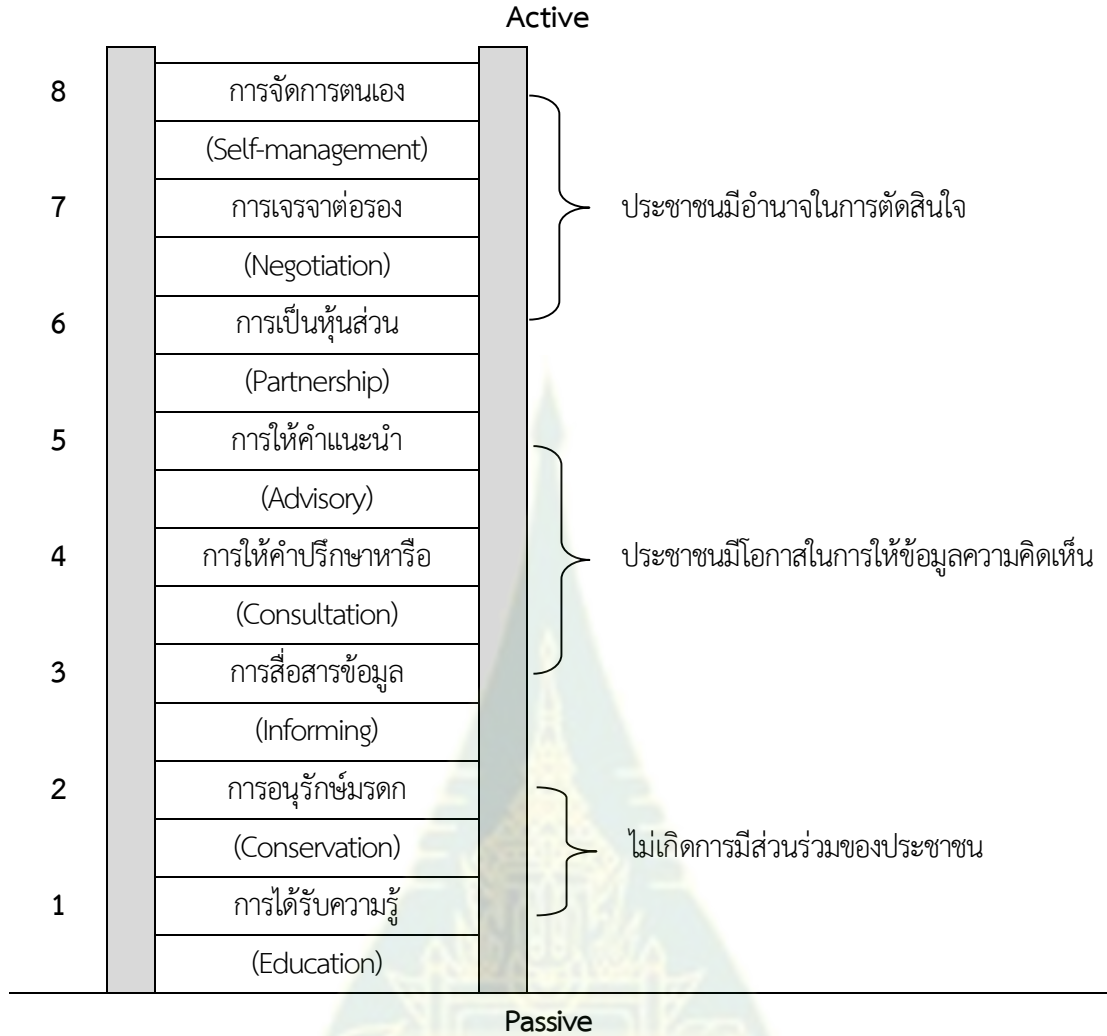 Active
8 การจัดการตนเอง
(Self-management)
7 การเจรจาต่อรอง ประชาชนมีอำนาจในการตัดสินใจ
(Negotiation)
6 การเป็นหุ้นส่วน
(Partnership)
5 การให้คำแนะนำ
(Advisory)
4 การให้คำปรึกษาหารือ ประชาชนมีโอกาสในการให้ข้อมูลความคิดเห็น
(Consultation)
3 การสื่อสารข้อมูล
(Informing)
2 การอนุรักษ์มรดก
(Conservation) ไม่เกิดการมีส่วนร่วมของประชาชน
1 การได้รับความรู้
(Education)
Passive